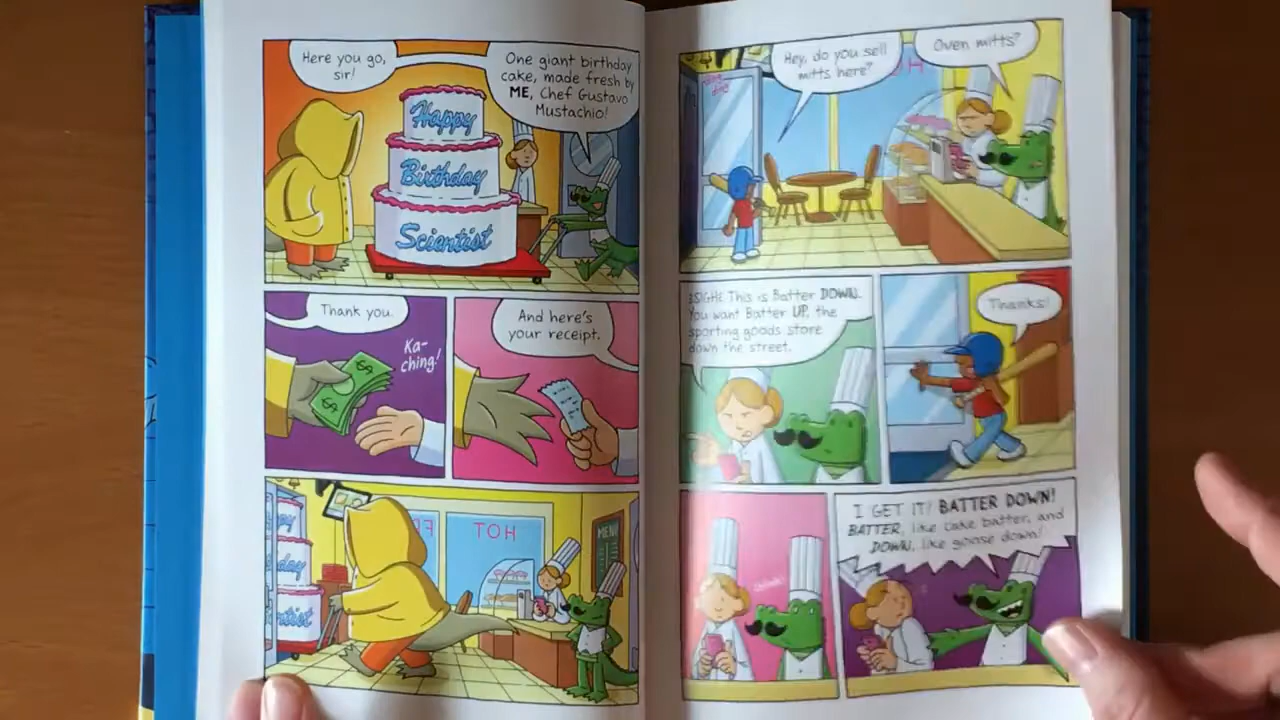 Here you go,
sir!
One giant birthday
cake, made fresh by
ME, Chef Gustavo
Mustachio!
Happy
Birthday
Scientist
Thank you.
Ka-
ching!
And here's
your receipt.
HOT
MENU
Hey, do you sell
mitts here?
Oven mitts?
ding
ding!
HOT
SIGH! This is Batter DOWN.
You want Batter UP, the
sporting goods store
down the street.
Thanks!
I GET IT! BATTER DOWN!
BATTER, like cake batter, and
DOWN, like goose down!